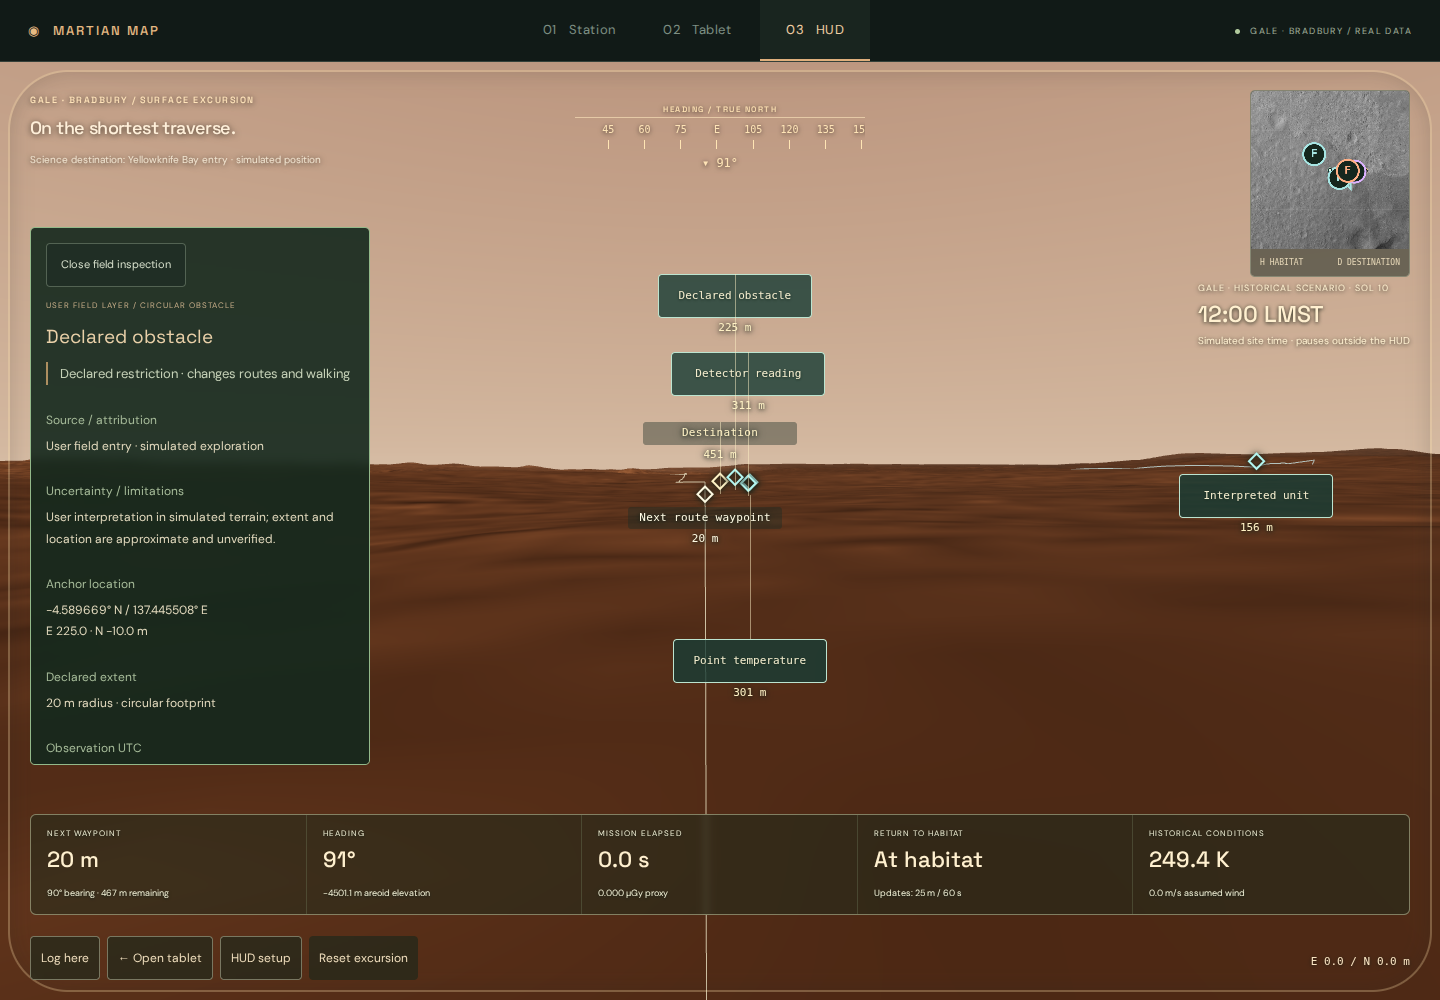 MARTIAN MAP
01 Station
02 Tablet
03 HUD
GALE · BRADBURY / REAL DATA
GALE · BRADBURY / SURFACE EXCURSION
On the shortest traverse.
Science destination: Yellowknife Bay entry · simulated position
HEADING / TRUE NORTH
45 60 75 E 105 120 135 15
▾ 91°
F
F
H HABITAT
D DESTINATION
GALE · HISTORICAL SCENARIO · SOL 10
12:00 LMST
Simulated site time · pauses outside the HUD
Close field inspection
USER FIELD LAYER / CIRCULAR OBSTACLE
Declared obstacle
Declared restriction · changes routes and walking
Source / attribution
User field entry · simulated exploration
Uncertainty / limitations
User interpretation in simulated terrain; extent and
location are approximate and unverified.
Anchor location
-4.589669° N / 137.445508° E
E 225.0 · N -10.0 m
Declared extent
20 m radius · circular footprint
Observation UTC
Declared obstacle
225 m
Detector reading
311 m
Destination
451 m
Next route waypoint
20 m
Interpreted unit
156 m
Point temperature
301 m
NEXT WAYPOINT
20 m
90° bearing · 467 m remaining
HEADING
91°
-4501.1 m areoid elevation
MISSION ELAPSED
0.0 s
0.000 µGy proxy
RETURN TO HABITAT
At habitat
Updates: 25 m / 60 s
HISTORICAL CONDITIONS
249.4 K
0.0 m/s assumed wind
Log here
← Open tablet
HUD setup
Reset excursion
E 0.0 / N 0.0 m